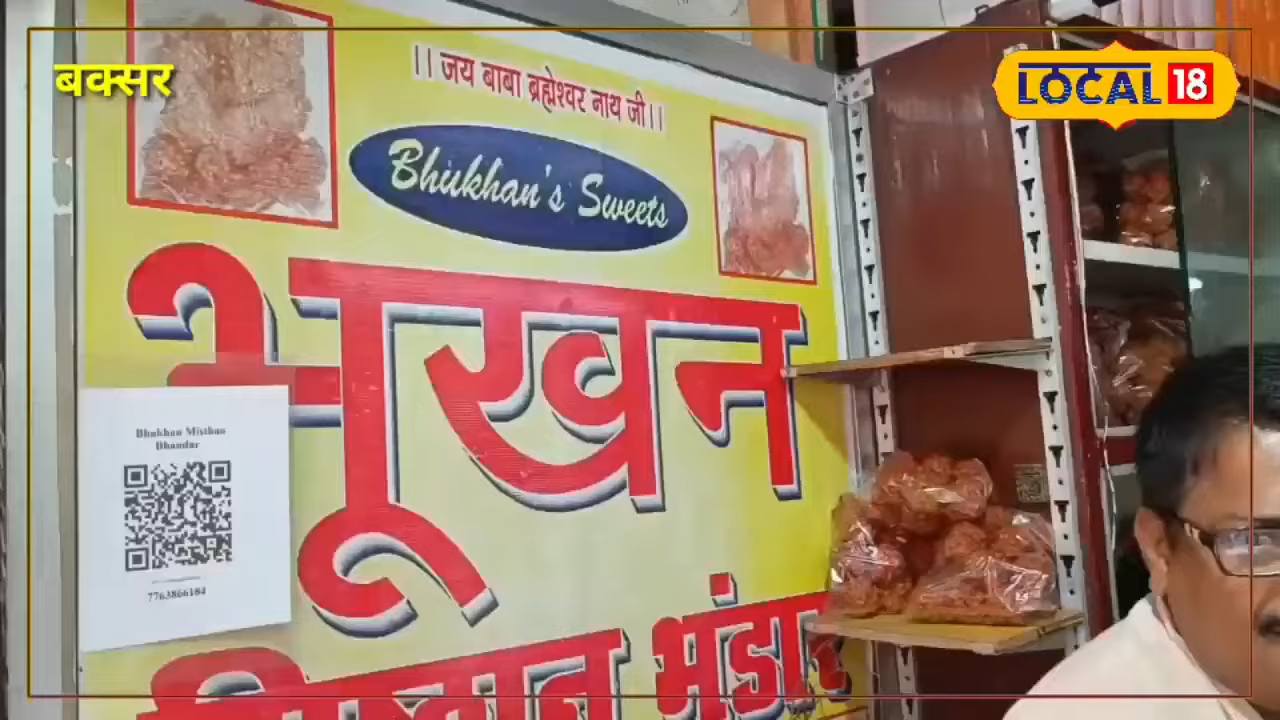 बक्सर
LOCAL 18
।। जय बाबा ब्रह्मेश्वर नाथ जी।।
Bhukhan's Sweets
भूखन
Bhukhan Misthan
Bhandar
7763866184
मिष्ठान भंडार